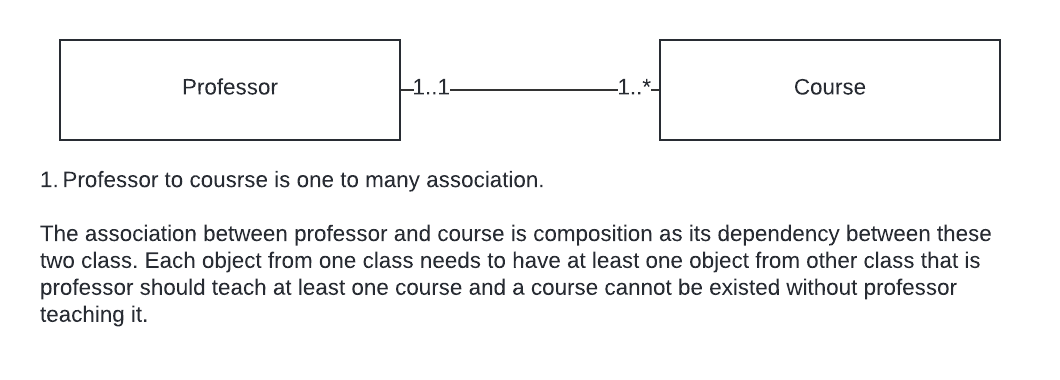 Professor 1..1 1..* Course
1. Professor to cousrse is one to many association.
The association between professor and course is composition as its dependency between these
two class. Each object from one class needs to have at least one object from other class that is
professor should teach at least one course and a course cannot be existed without professor
teaching it.